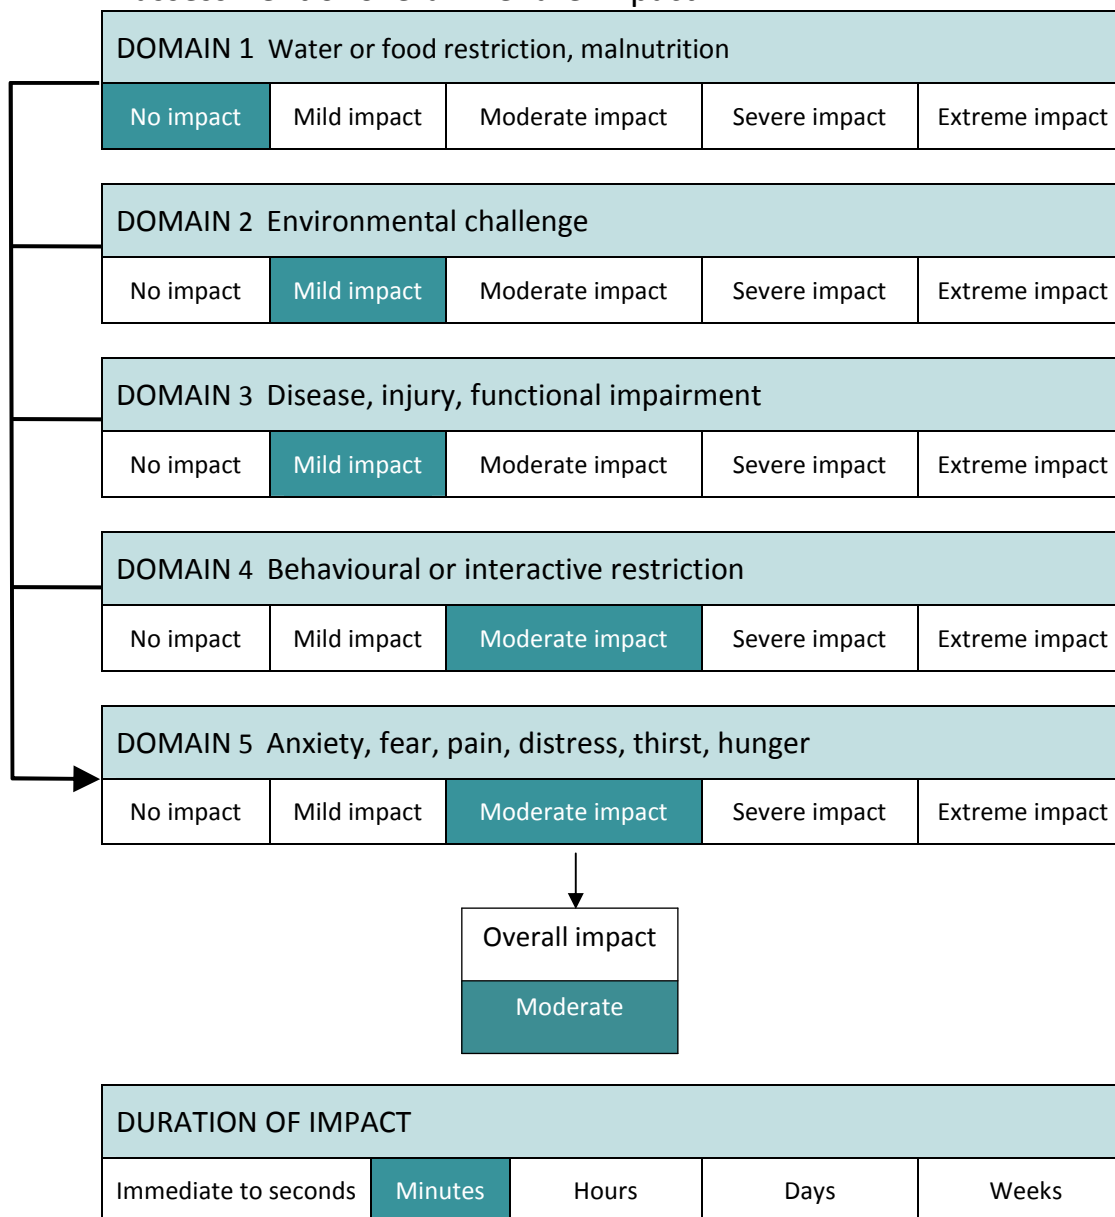 DOMAIN 1 Water or food restriction, malnutrition
No impact Mild impact Moderate impact Severe impact Extreme impact
DOMAIN 2 Environmental challenge
No impact Mild impact Moderate impact Severe impact Extreme impact
DOMAIN 3 Disease, injury, functional impairment
No impact Mild impact Moderate impact Severe impact Extreme impact
DOMAIN 4 Behavioural or interactive restriction
No impact Mild impact Moderate impact Severe impact Extreme impact
DOMAIN 5 Anxiety, fear, pain, distress, thirst, hunger
No impact Mild impact Moderate impact Severe impact Extreme impact
Overall impact
Moderate
DURATION OF IMPACT
Immediate to seconds Minutes Hours Days Weeks